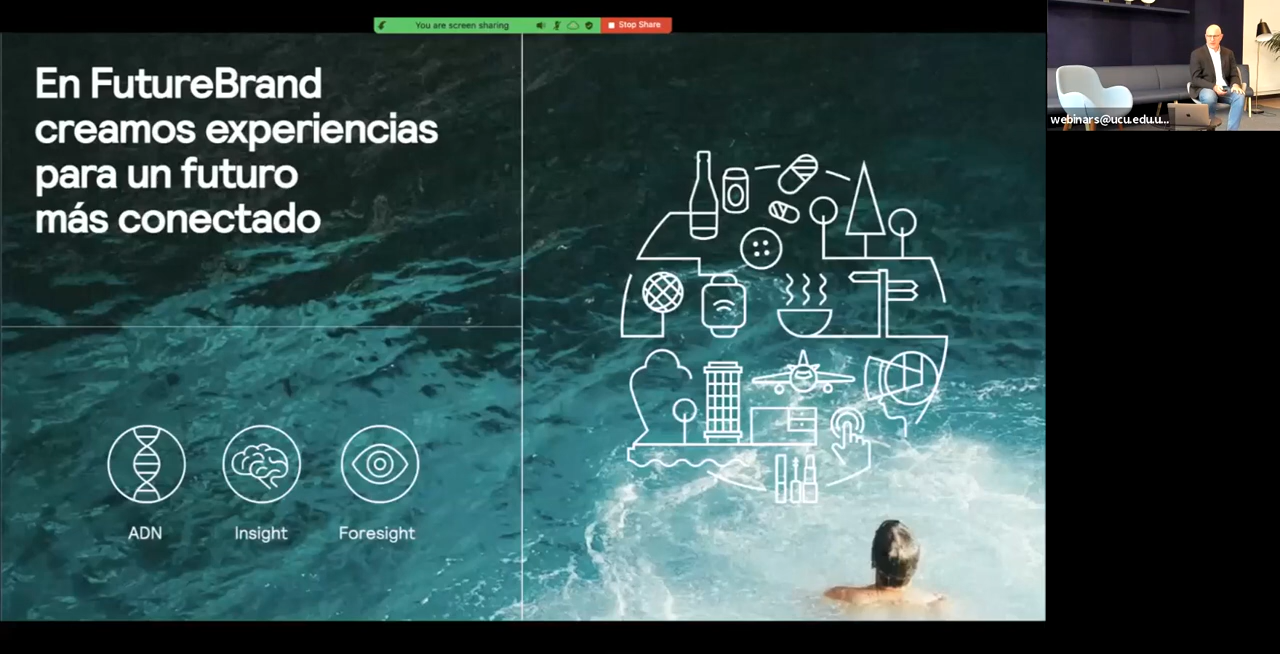 You are screen sharing
Stop Share
En FutureBrand
creamos experiencias
para un futuro
más conectado
ADN
Insight
Foresight
webinars@ucu.edu.u...